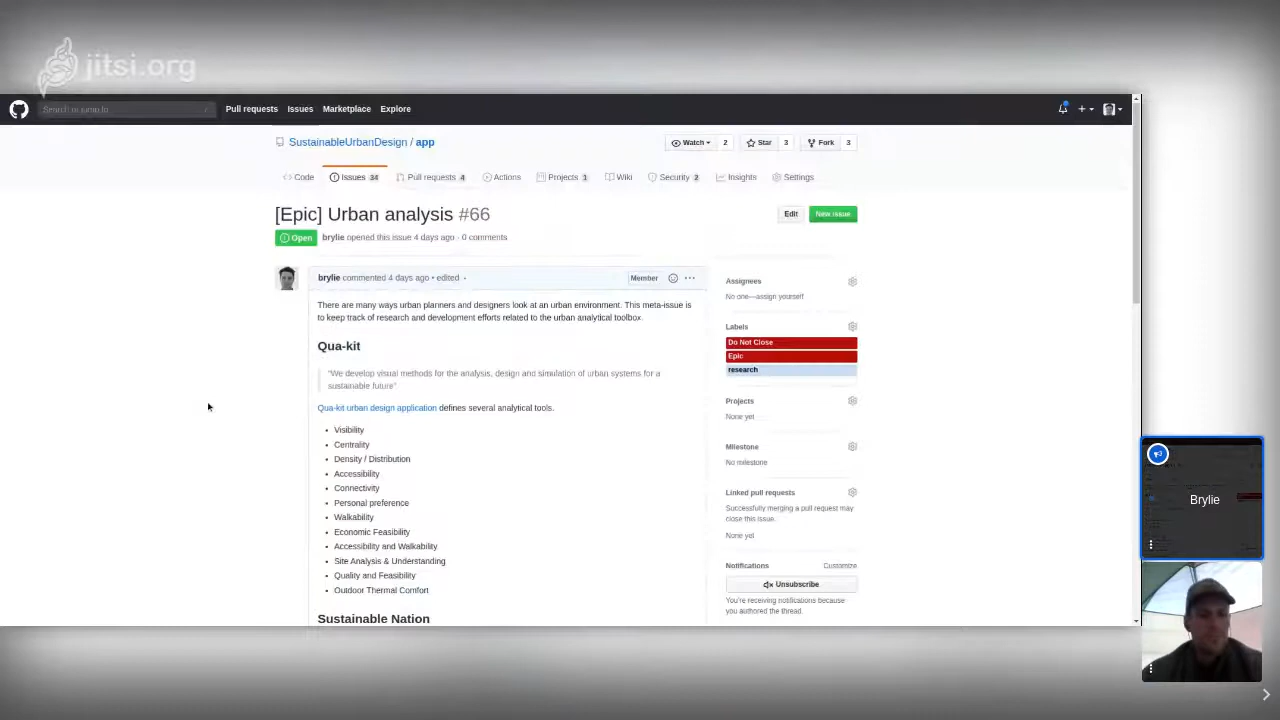 jitsi.org
Search or jump to... /
Pull requests Issues Marketplace Explore
SustainableUrbanDesign / app
Watch 2 Star 3 Fork 3
Code Issues 34 Pull requests 4 Actions Projects 1 Wiki Security 2 Insights Settings
[Epic] Urban analysis #66
Edit New issue
Open brylie opened this issue 4 days ago · 0 comments
brylie commented 4 days ago • edited
Member
There are many ways urban planners and designers look at an urban environment. This meta-issue is
to keep track of research and development efforts related to the urban analytical toolbox.
Qua-kit
"We develop visual methods for the analysis, design and simulation of urban systems for a
sustainable future"
Qua-kit urban design application defines several analytical tools.
Visibility
Centrality
Density / Distribution
Accessibility
Connectivity
Personal preference
Walkability
Economic Feasibility
Accessibility and Walkability
Site Analysis & Understanding
Quality and Feasibility
Outdoor Thermal Comfort
Sustainable Nation
Assignees
No one—assign yourself
Labels
Do Not Close
Epic
research
Projects
None yet
Milestone
No milestone
Linked pull requests
Successfully merging a pull request may
close this issue.
None yet
Notifications
Customize
Unsubscribe
You're receiving notifications because
you authored the thread.
Brylie